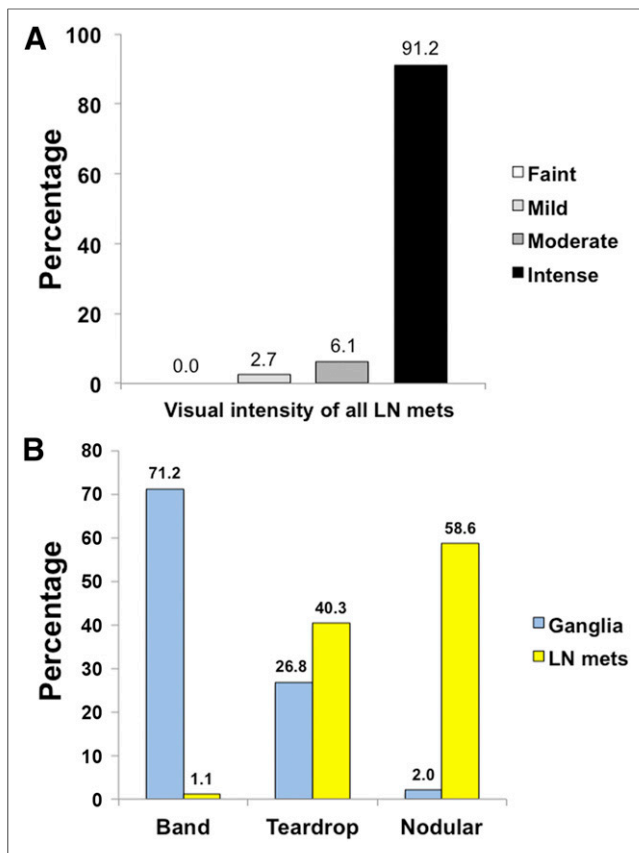 A
100
91.2
80
60
40
20
0
Percentage
0.0
2.7
6.1
Faint
Mild
Moderate
Intense
Visual intensity of all LN mets
B
80
70
60
50
40
30
20
10
0
Percentage
71.2
1.1
26.8
40.3
2.0
58.6
Ganglia
LN mets
Band Teardrop Nodular